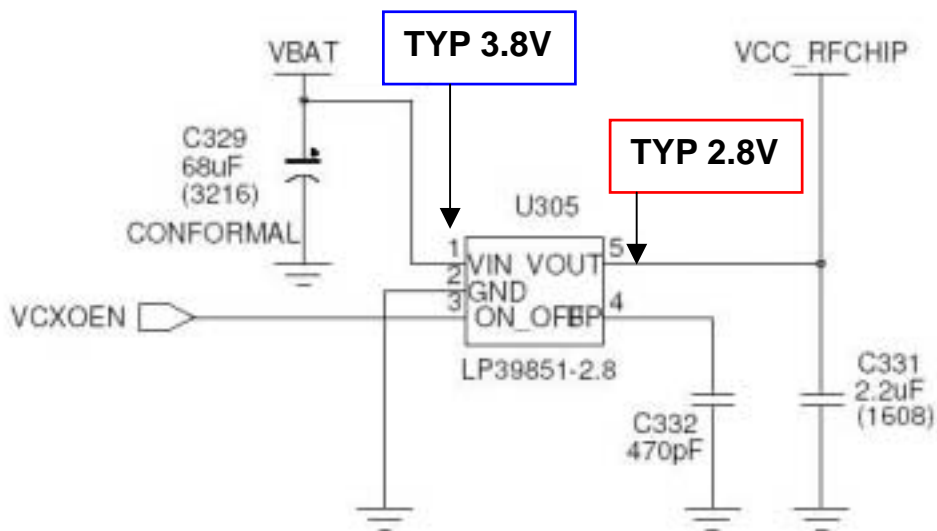 TYP 3.8V
VBAT
VCC_RFCHIP
C329
68uF
(3216)
CONFORMAL
TYP 2.8V
U305
1
VIN
VOUT
5
2
GND
3
ON_OFF
BP
4
VCXOEN
LP39851-2.8
C332
470pF
C331
2.2uF
(1608)